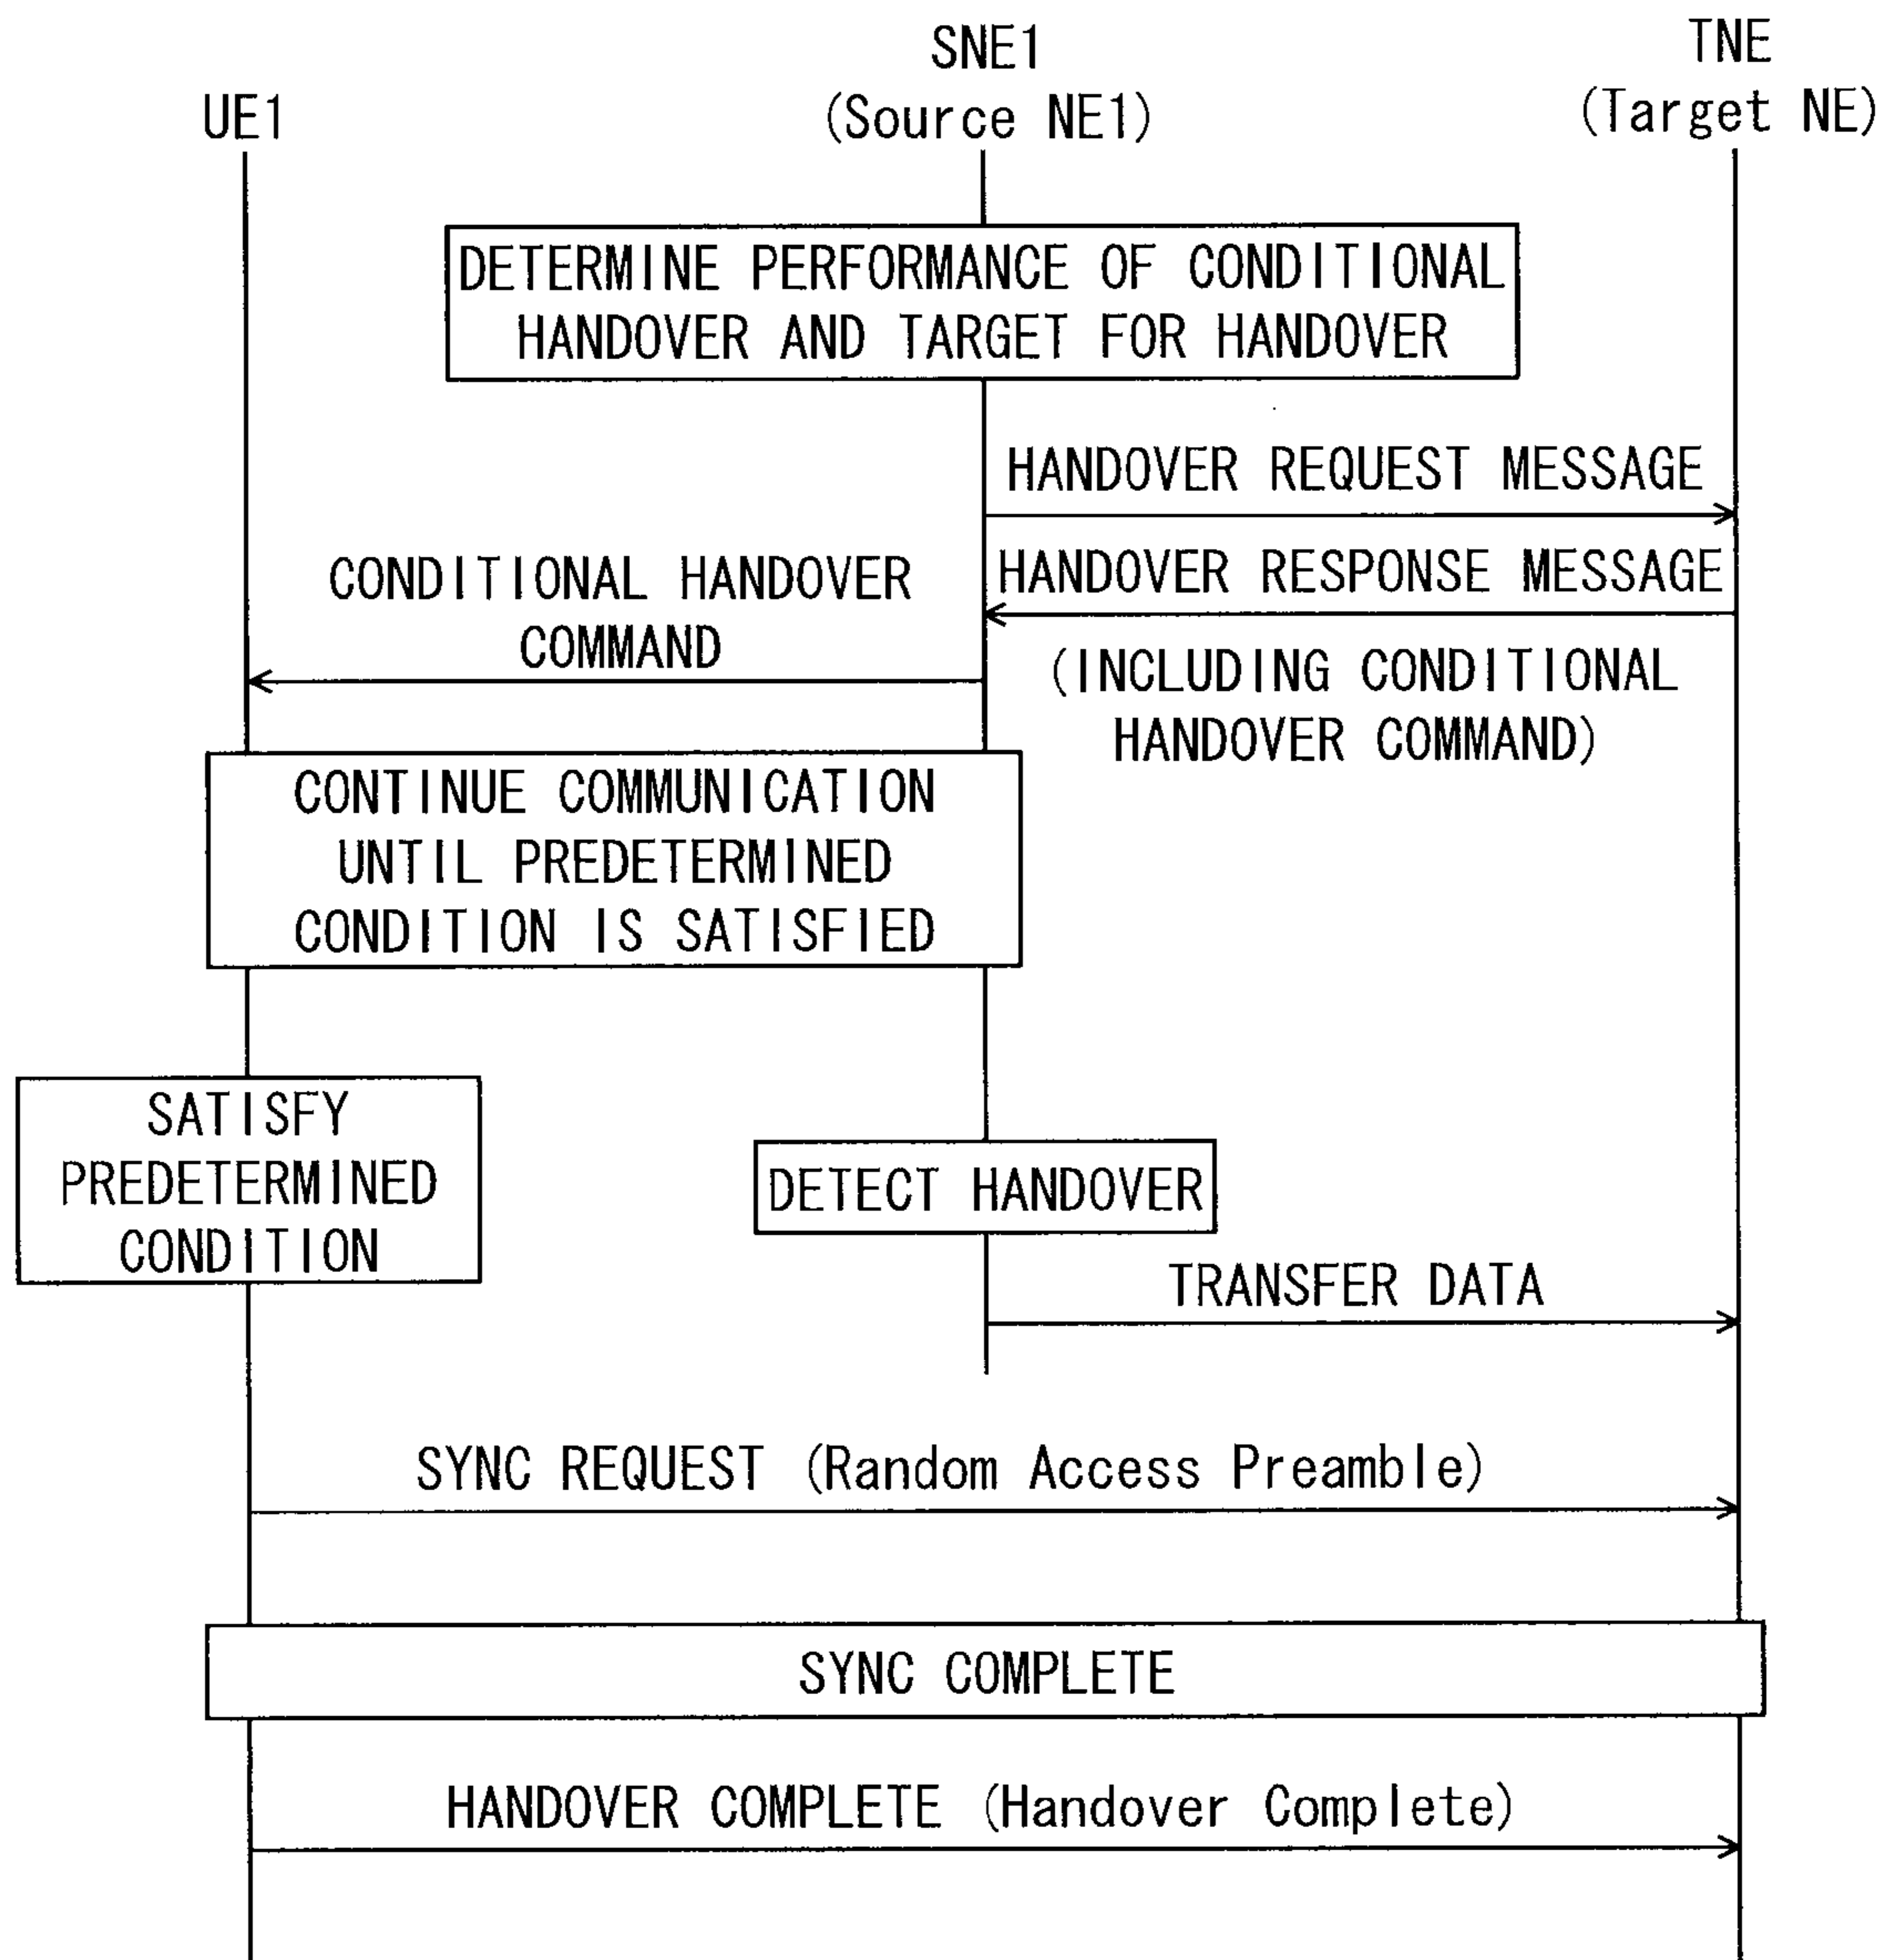 UE1
SNE1
(Source NE1)
TNE
(Target NE)
DETERMINE PERFORMANCE OF CONDITIONAL
HANDOVER AND TARGET FOR HANDOVER
HANDOVER REQUEST MESSAGE
HANDOVER RESPONSE MESSAGE
(INCLUDING CONDITIONAL
HANDOVER COMMAND)
CONDITIONAL HANDOVER
COMMAND
CONTINUE COMMUNICATION
UNTIL PREDETERMINED
CONDITION IS SATISFIED
SATISFY
PREDETERMINED
CONDITION
DETECT HANDOVER
TRANSFER DATA
SYNC REQUEST (Random Access Preamble)
SYNC COMPLETE
HANDOVER COMPLETE (Handover Complete)